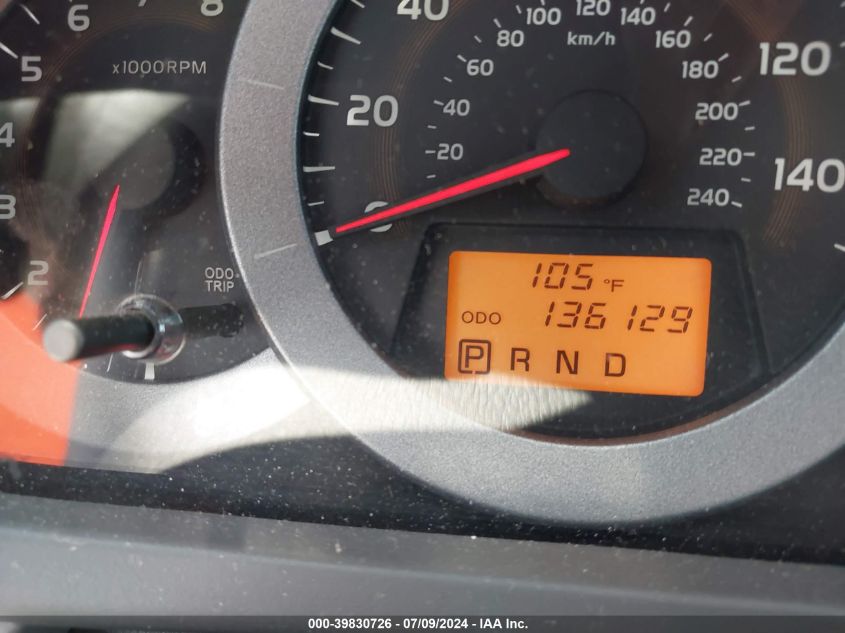 6 7 8
5
x1000RPM
4
3
2
ODO
TRIP
40
20
0
100 120 140
80 km/h 160
60 180
40 200
20 220
240
120
140
105 °F
ODO 136129
P R N D
000-39830726 - 07/09/2024 - IAA Inc.